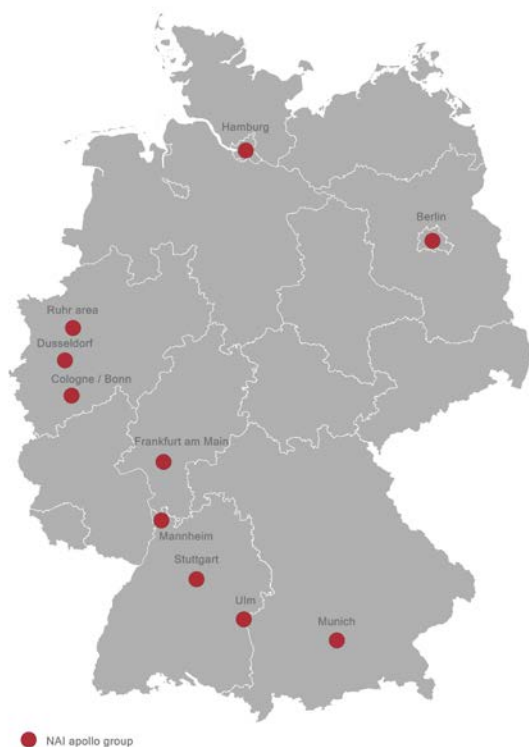 Hamburg
Berlin
Ruhr area
Dusseldorf
Cologne / Bonn
Frankfurt am Main
Mannheim
Stuttgart
Ulm
Munich
NAI apollo group